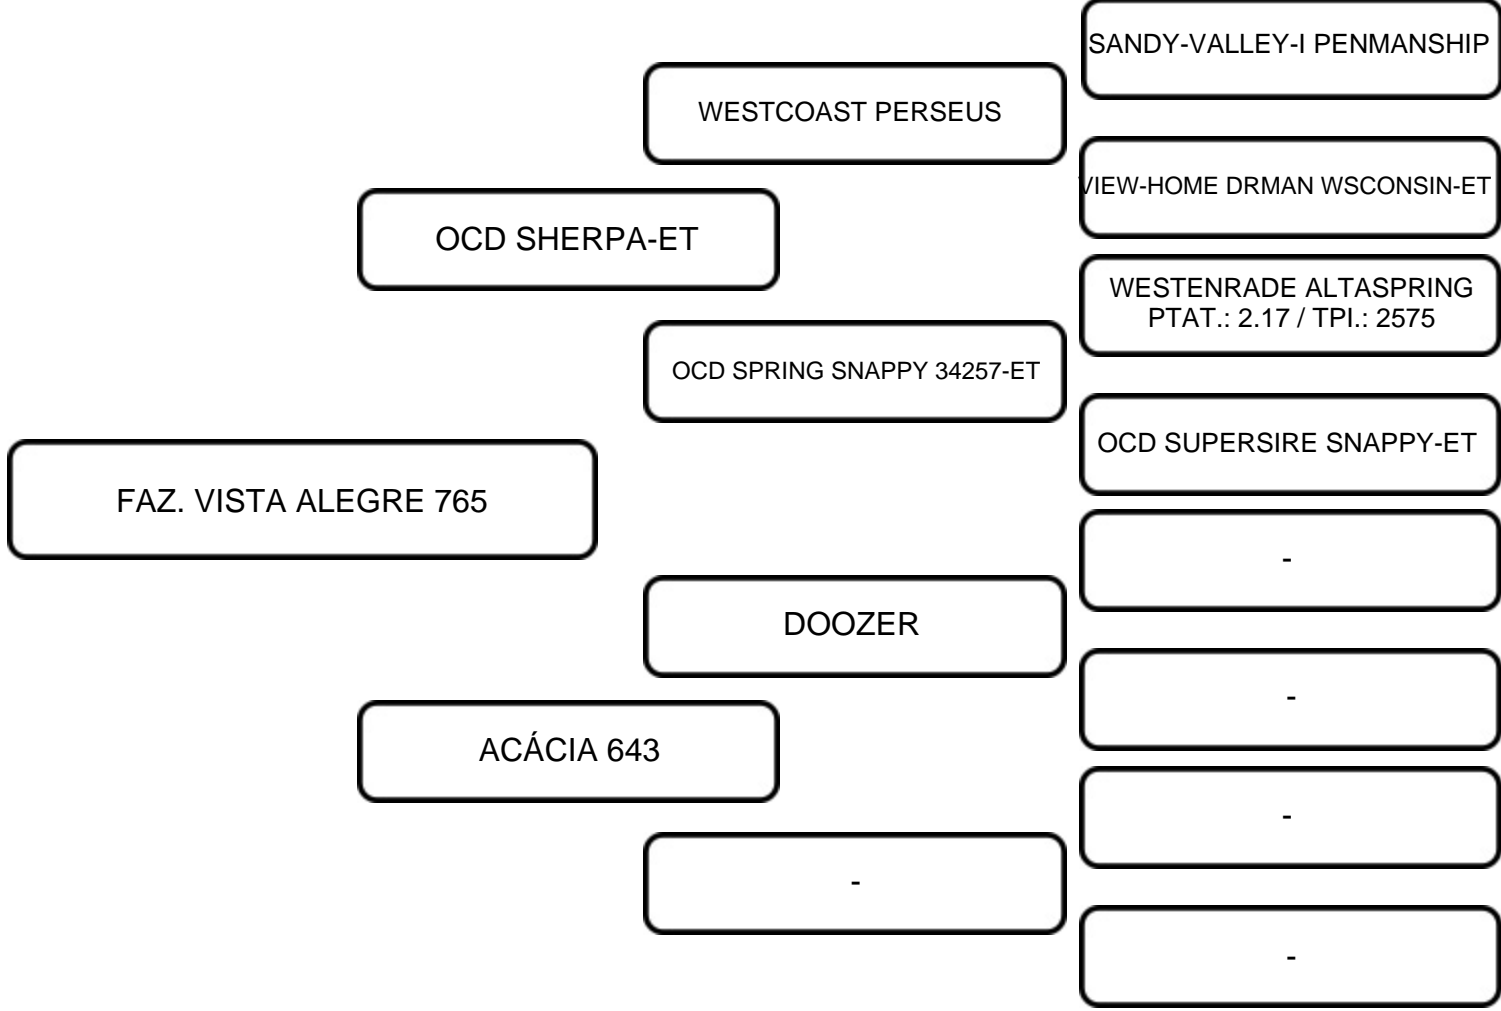 SANDY-VALLEY-I PENMANSHIP
WESTCOAST PERSEUS
VIEW-HOME DRMAN WSCONSIN-ET
OCD SHERPA-ET
WESTENRADE ALTASPRING
PTAT.: 2.17 / TPI.: 2575
OCD SPRING SNAPPY 34257-ET
OCD SUPERSIRE SNAPPY-ET
FAZ. VISTA ALEGRE 765
-
DOOZER
-
ACÁCIA 643
-
-
-